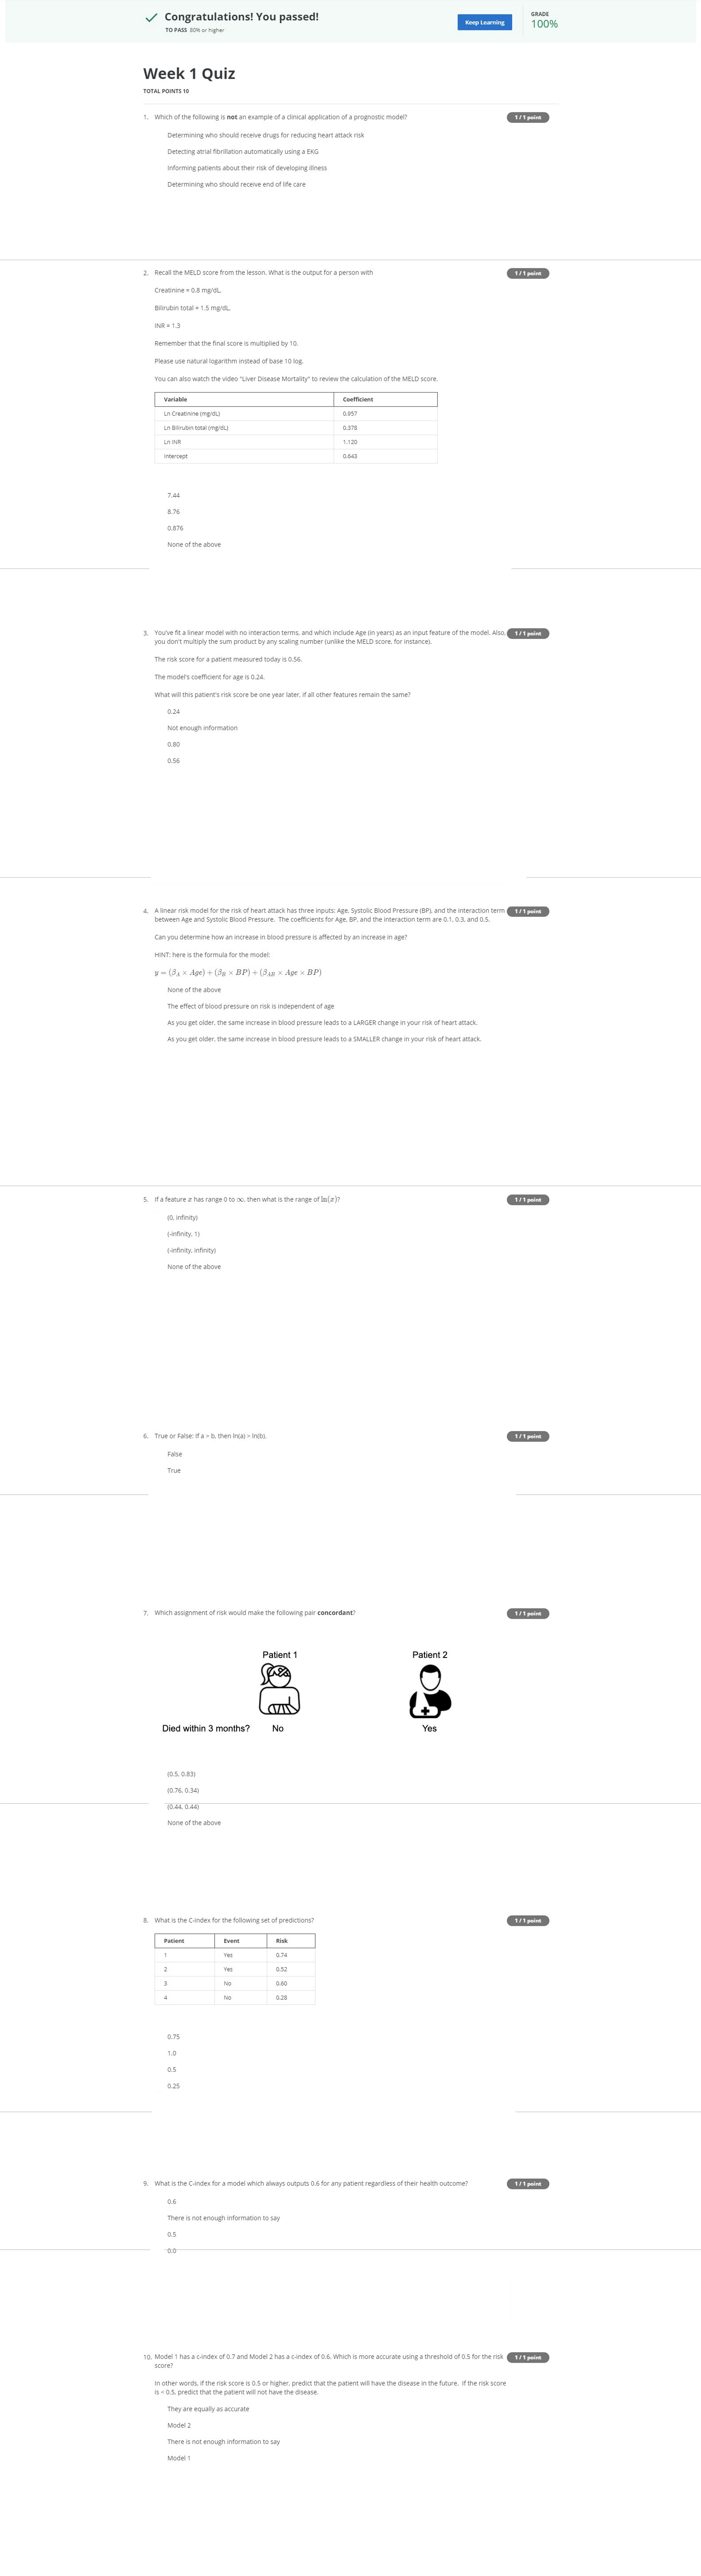 Congratulations! You passed!
TO PASS 80% or higher
Keep Learning
GRADE
100%
Week 1 Quiz
TOTAL POINTS 10
1. Which of the following is not an example of a clinical application of a prognostic model?
1 / 1 point
Determining who should receive drugs for reducing heart attack risk
Detecting atrial fibrillation automatically using a EKG
Informing patients about their risk of developing illness
Determining who should receive end of life care
2. Recall the MELD score from the lesson. What is the output for a person with
1 / 1 point
Creatinine = 0.8 mg/dL,
Bilirubin total = 1.5 mg/dL,
INR = 1.3
Remember that the final score is multiplied by 10.
Please use natural logarithm instead of base 10 log.
You can also watch the video "Liver Disease Mortality" to review the calculation of the MELD score.
Variable Coefficient
Ln Creatinine (mg/dL) 0.957
Ln Bilirubin total (mg/dL) 0.378
Ln INR 1.120
Intercept 0.643
7.44
8.76
0.876
None of the above
3. You've fit a linear model with no interaction terms, and which include Age (in years) as an input feature of the model. Also,
1 / 1 point
you don't multiply the sum product by any scaling number (unlike the MELD score, for instance).
The risk score for a patient measured today is 0.56.
The model's coefficient for age is 0.24.
What will this patient's risk score be one year later, if all other features remain the same?
0.24
Not enough information
0.80
0.56
4. A linear risk model for the risk of heart attack has three inputs: Age, Systolic Blood Pressure (BP), and the interaction term
1 / 1 point
between Age and Systolic Blood Pressure. The coefficients for Age, BP, and the interaction term are 0.1, 0.3, and 0.5.
Can you determine how an increase in blood pressure is affected by an increase in age?
HINT: here is the formula for the model:
y = (β_A × Age) + (β_B × BP) + (β_AB × Age × BP)
None of the above
The effect of blood pressure on risk is independent of age
As you get older, the same increase in blood pressure leads to a LARGER change in your risk of heart attack.
As you get older, the same increase in blood pressure leads to a SMALLER change in your risk of heart attack.
5. If a feature x has range 0 to ∞, then what is the range of ln(x)?
1 / 1 point
(0, infinity)
(-infinity, 1)
(-infinity, infinity)
None of the above
6. True or False: if a > b, then ln(a) > ln(b).
1 / 1 point
False
True
7. Which assignment of risk would make the following pair concordant?
1 / 1 point
Patient 1 Patient 2
Died within 3 months? No Yes
(0.5, 0.83)
(0.76, 0.34)
(0.44, 0.44)
None of the above
8. What is the C-index for the following set of predictions?
1 / 1 point
Patient Event Risk
1 Yes 0.74
2 Yes 0.52
3 No 0.60
4 No 0.28
0.75
1.0
0.5
0.25
9. What is the C-index for a model which always outputs 0.6 for any patient regardless of their health outcome?
1 / 1 point
0.6
There is not enough information to say
0.5
0.0
10. Model 1 has a c-index of 0.7 and Model 2 has a c-index of 0.6. Which is more accurate using a threshold of 0.5 for the risk
1 / 1 point
score?
In other words, if the risk score is 0.5 or higher, predict that the patient will have the disease in the future. If the risk score
is < 0.5, predict that the patient will not have the disease.
They are equally as accurate
Model 2
There is not enough information to say
Model 1